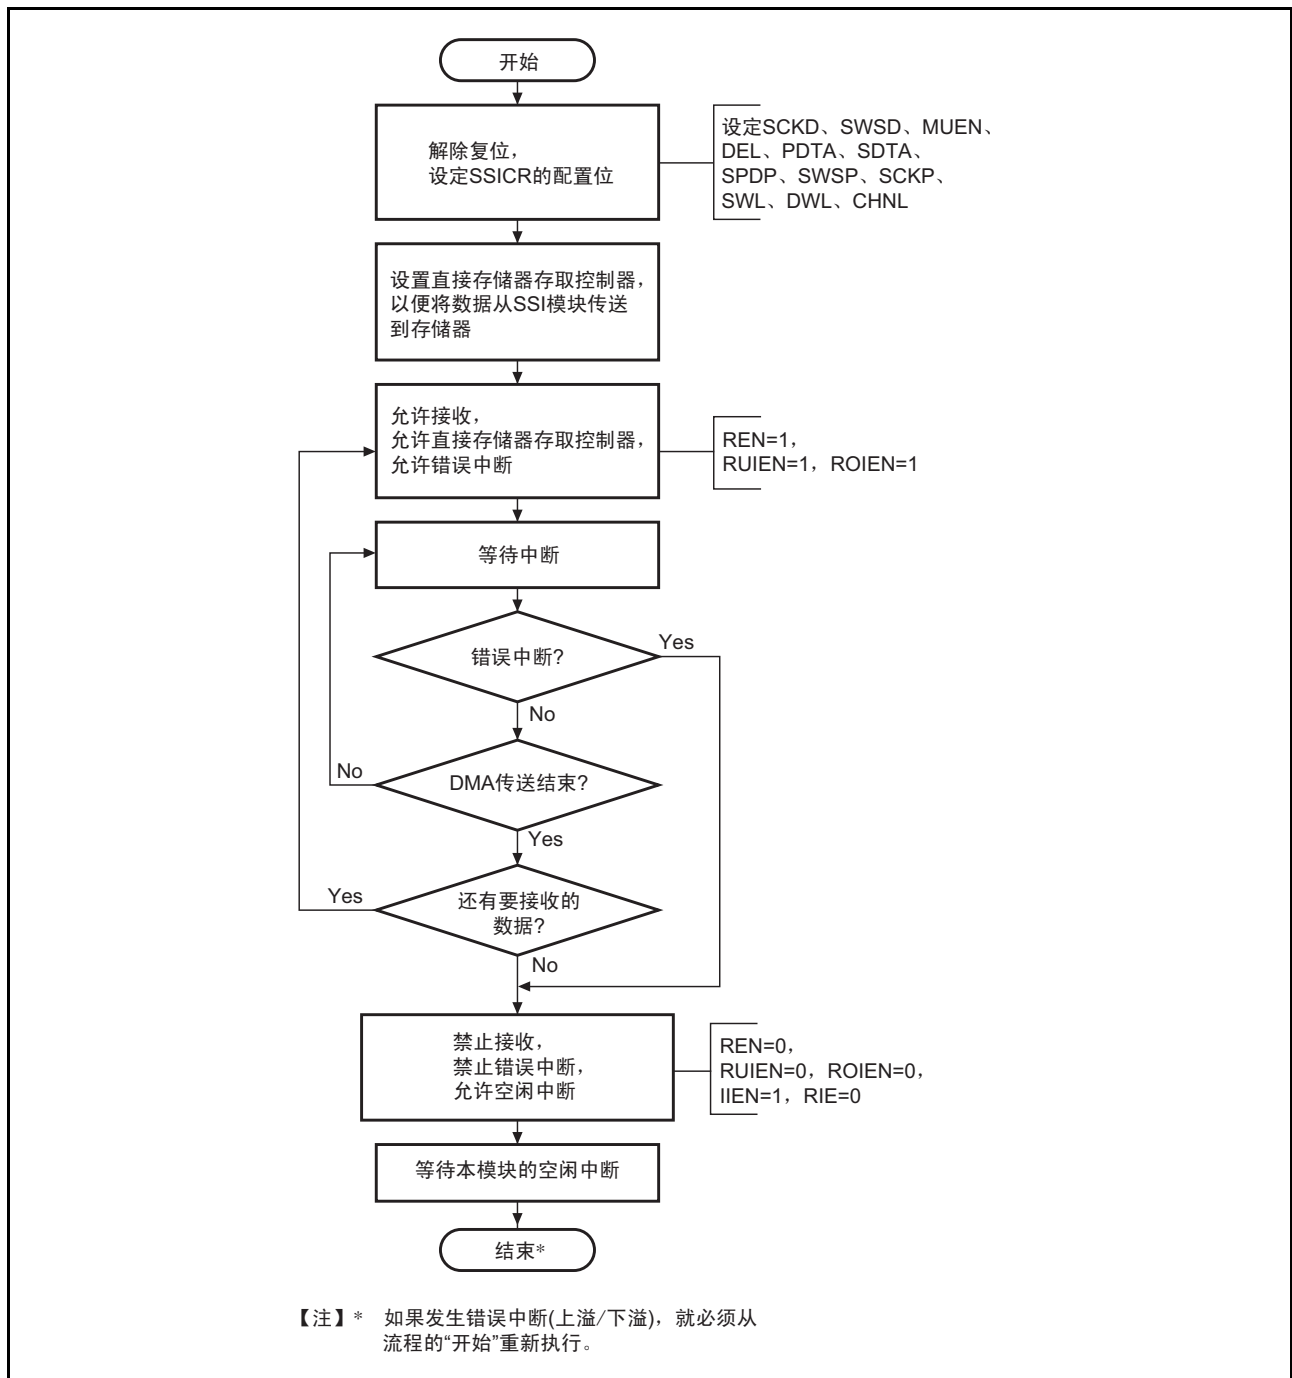 开始
解除复位，
设定SSICR的配置位
设定SCKD、SWSD、MUEN、
DEL、PDTA、SDTA、
SPDP、SWSP、SCKP、
SWL、DWL、CHNL
设置直接存储器存取控制器，
以便将数据从SSI模块传送
到存储器
允许接收，
允许直接存储器存取控制器，
允许错误中断
REN=1，
RUIEN=1，ROIEN=1
等待中断
错误中断?
Yes
No
DMA传送结束?
No
Yes
还有要接收的
数据?
Yes
No
禁止接收，
禁止错误中断，
允许空闲中断
REN=0，
RUIEN=0，ROIEN=0，
IIEN=1，RIE=0
等待本模块的空闲中断
结束*
【注】* 如果发生错误中断(上溢/下溢)，就必须从
流程的“开始”重新执行。